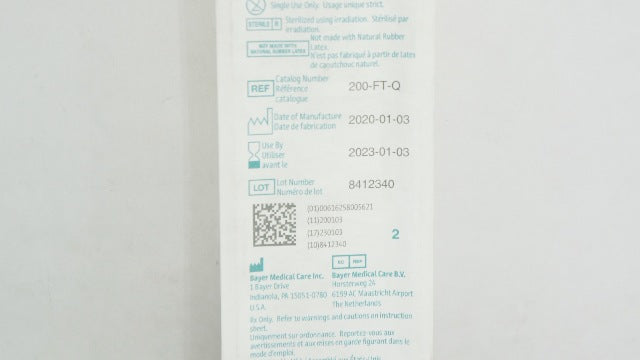 Single Use Only. Usage unique strict.
STERILE R
Sterilized using irradiation. Stérilisé par
irradiation.
NOT MADE WITH
NATURAL RUBBER LATEX
Not made with Natural Rubber
Latex.
N'est pas fabriqué à partir de latex
de caoutchouc naturel.
REF
Catalog Number
Référence
catalogue
200-FT-Q
Date of Manufacture
Date de fabrication
2020-01-03
Use By
Utiliser
avant le
2023-01-03
LOT
Lot Number
Numéro de lot
8412340
(01)00616258005621
(11)200103
(17)230103
(10)8412340
2
EC REP
Bayer Medical Care Inc.
1 Bayer Drive
Indianola, PA 15051-0780
U.S.A.
Bayer Medical Care B.V.
Horsterweg 24
6199 AC Maastricht Airport
The Netherlands
Rx Only. Refer to warnings and cautions on instruction
sheet.
Uniquement sur ordonnance. Reportez-vous aux
avertissements et aux mises en garde figurant dans le
mode d'emploi.